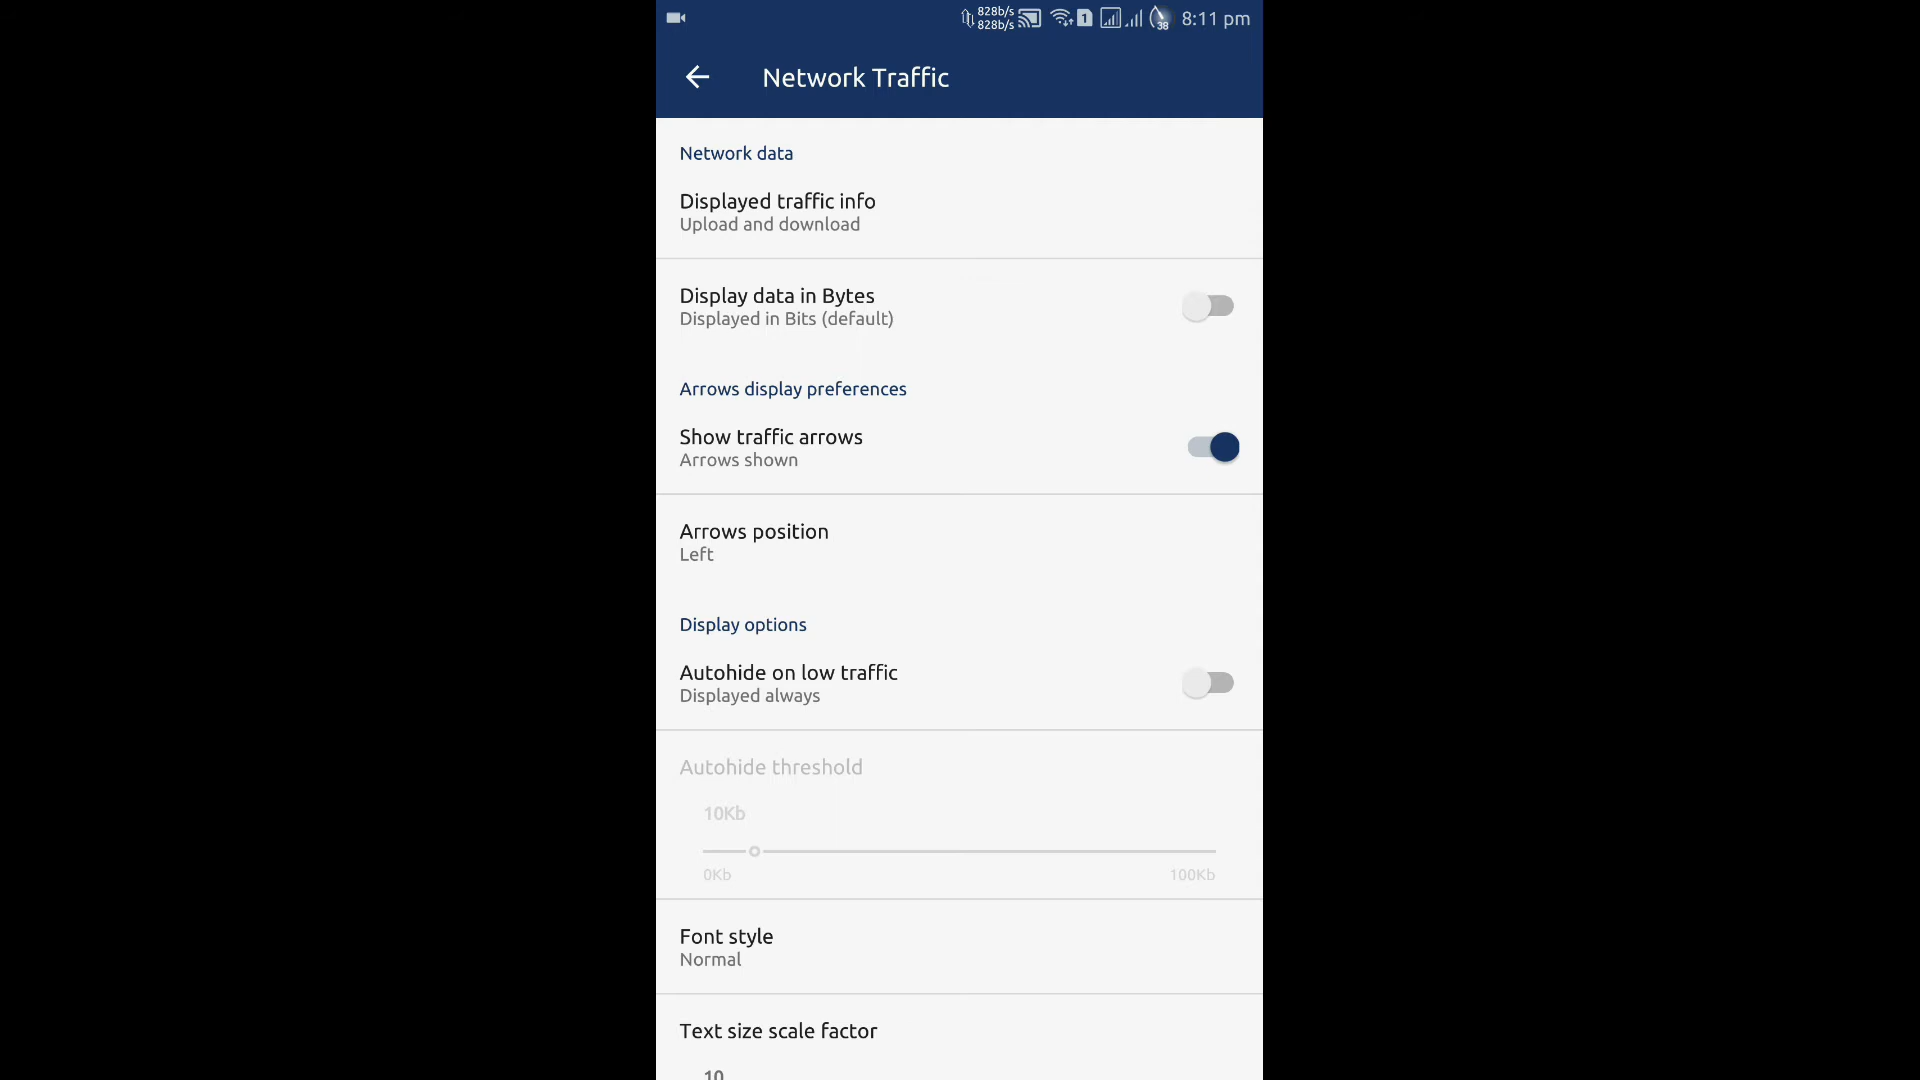 828b/s
828b/s
1
38
8:11 pm
Network Traffic
Network data
Displayed traffic info
Upload and download
Display data in Bytes
Displayed in Bits (default)
Arrows display preferences
Show traffic arrows
Arrows shown
Arrows position
Left
Display options
Autohide on low traffic
Displayed always
Autohide threshold
10Kb
0Kb 100Kb
Font style
Normal
Text size scale factor
10